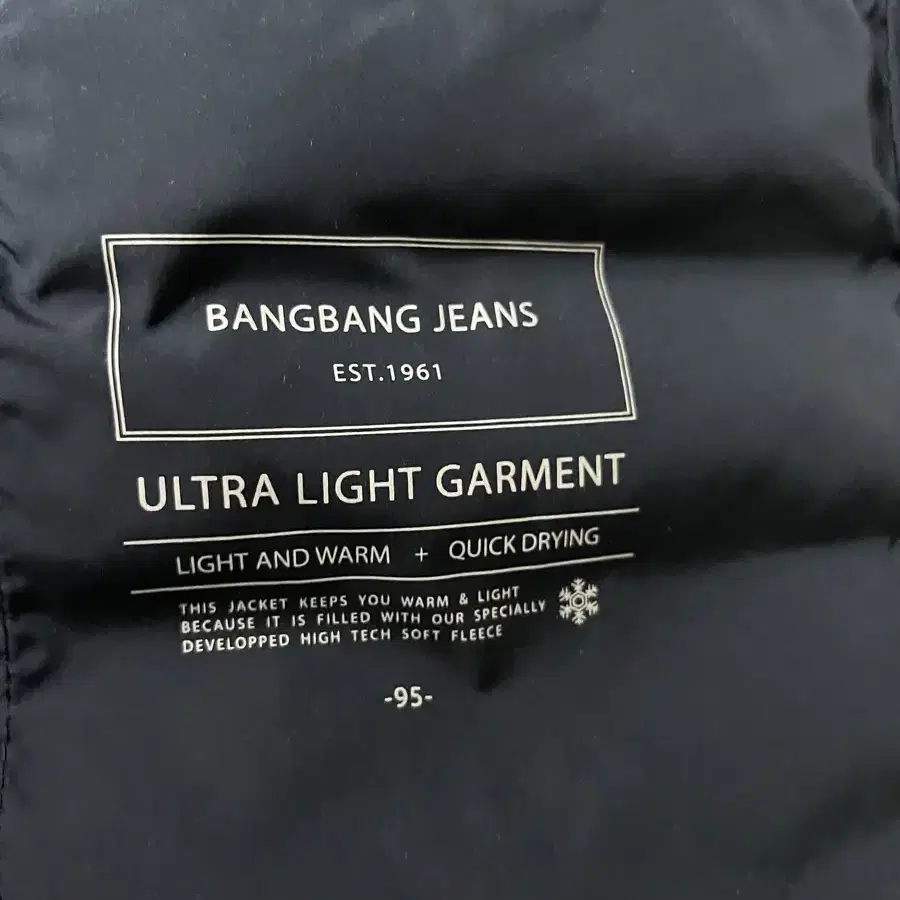 BANGBANG JEANS
EST.1961
ULTRA LIGHT GARMENT
LIGHT AND WARM + QUICK DRYING
THIS JACKET KEEPS YOU WARM & LIGHT
BECAUSE IT IS FILLED WITH OUR SPECIALLY
DEVELOPPED HIGH TECH SOFT FLEECE
-95-